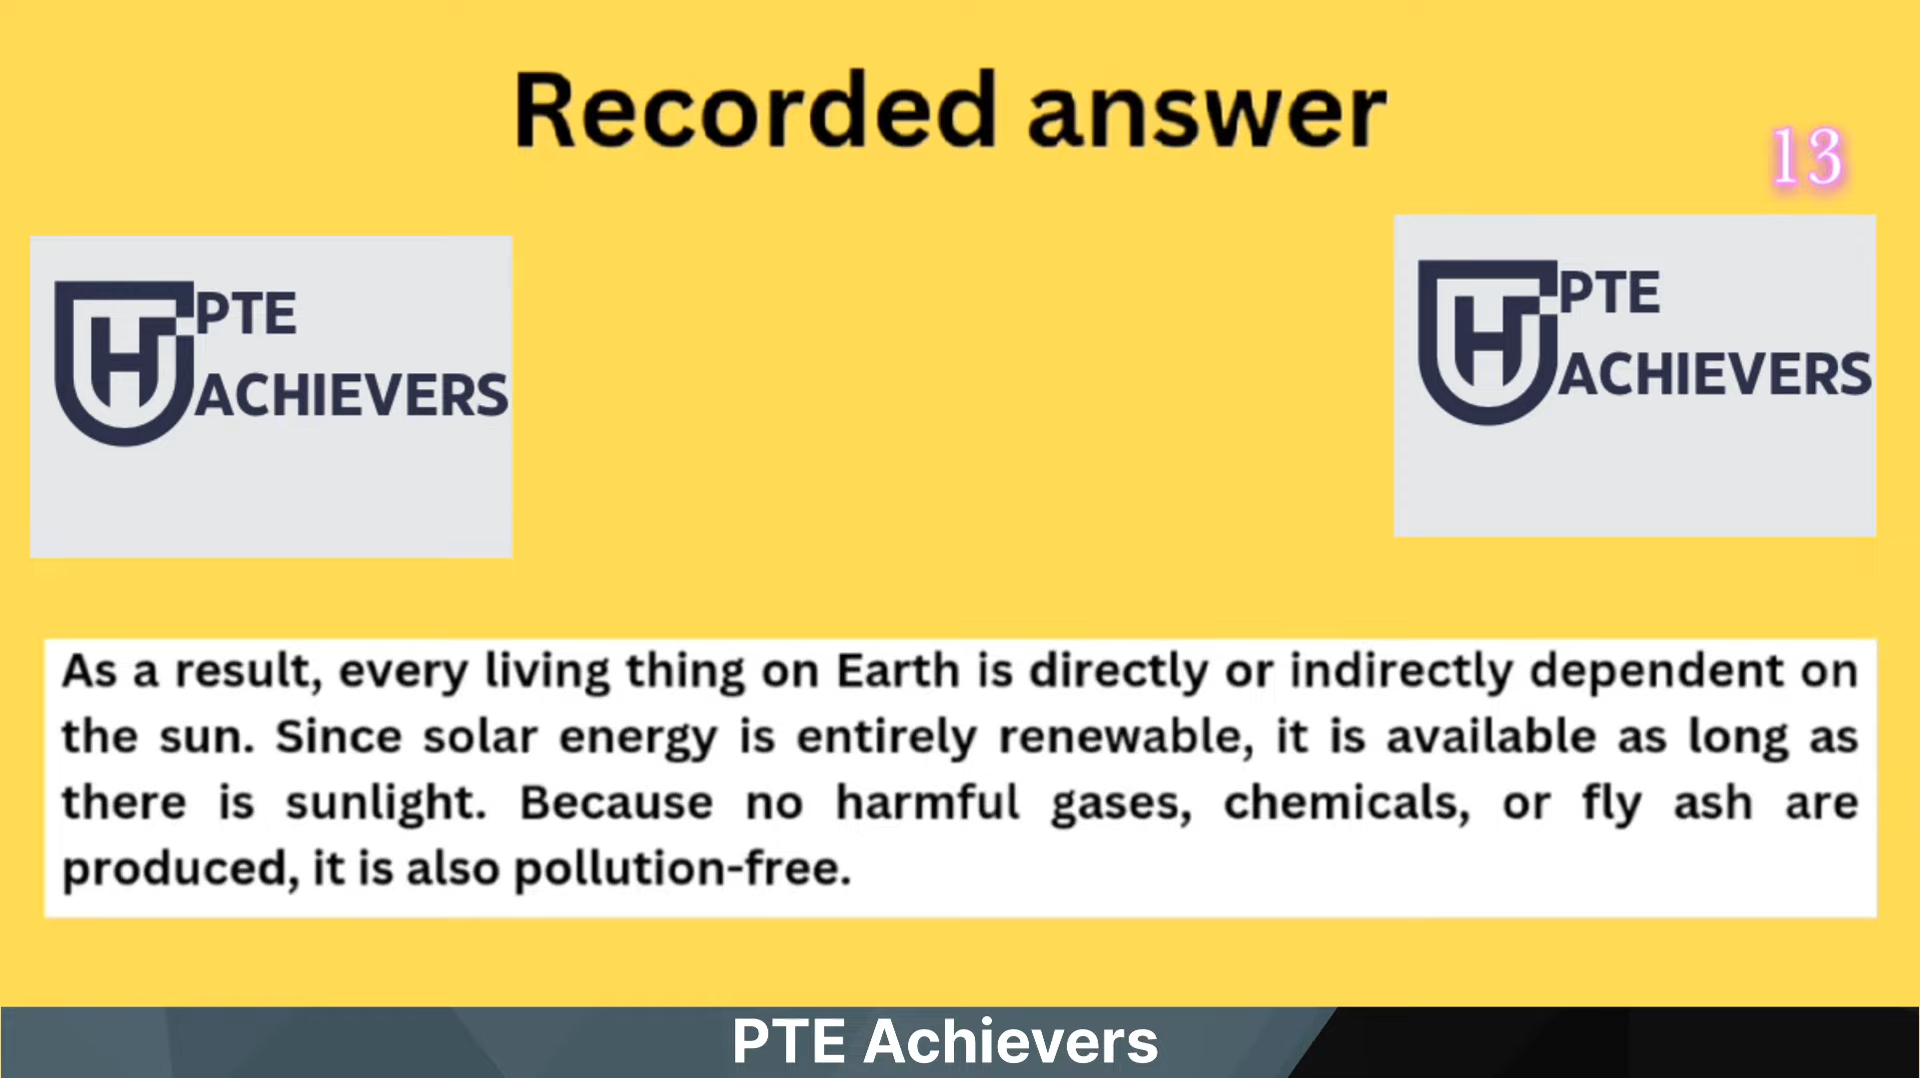 Recorded answer
13
PTE
ACHIEVERS
PTE
ACHIEVERS
As a result, every living thing on Earth is directly or indirectly dependent on
the sun. Since solar energy is entirely renewable, it is available as long as
there is sunlight. Because no harmful gases, chemicals, or fly ash are
produced, it is also pollution-free.
PTE Achievers